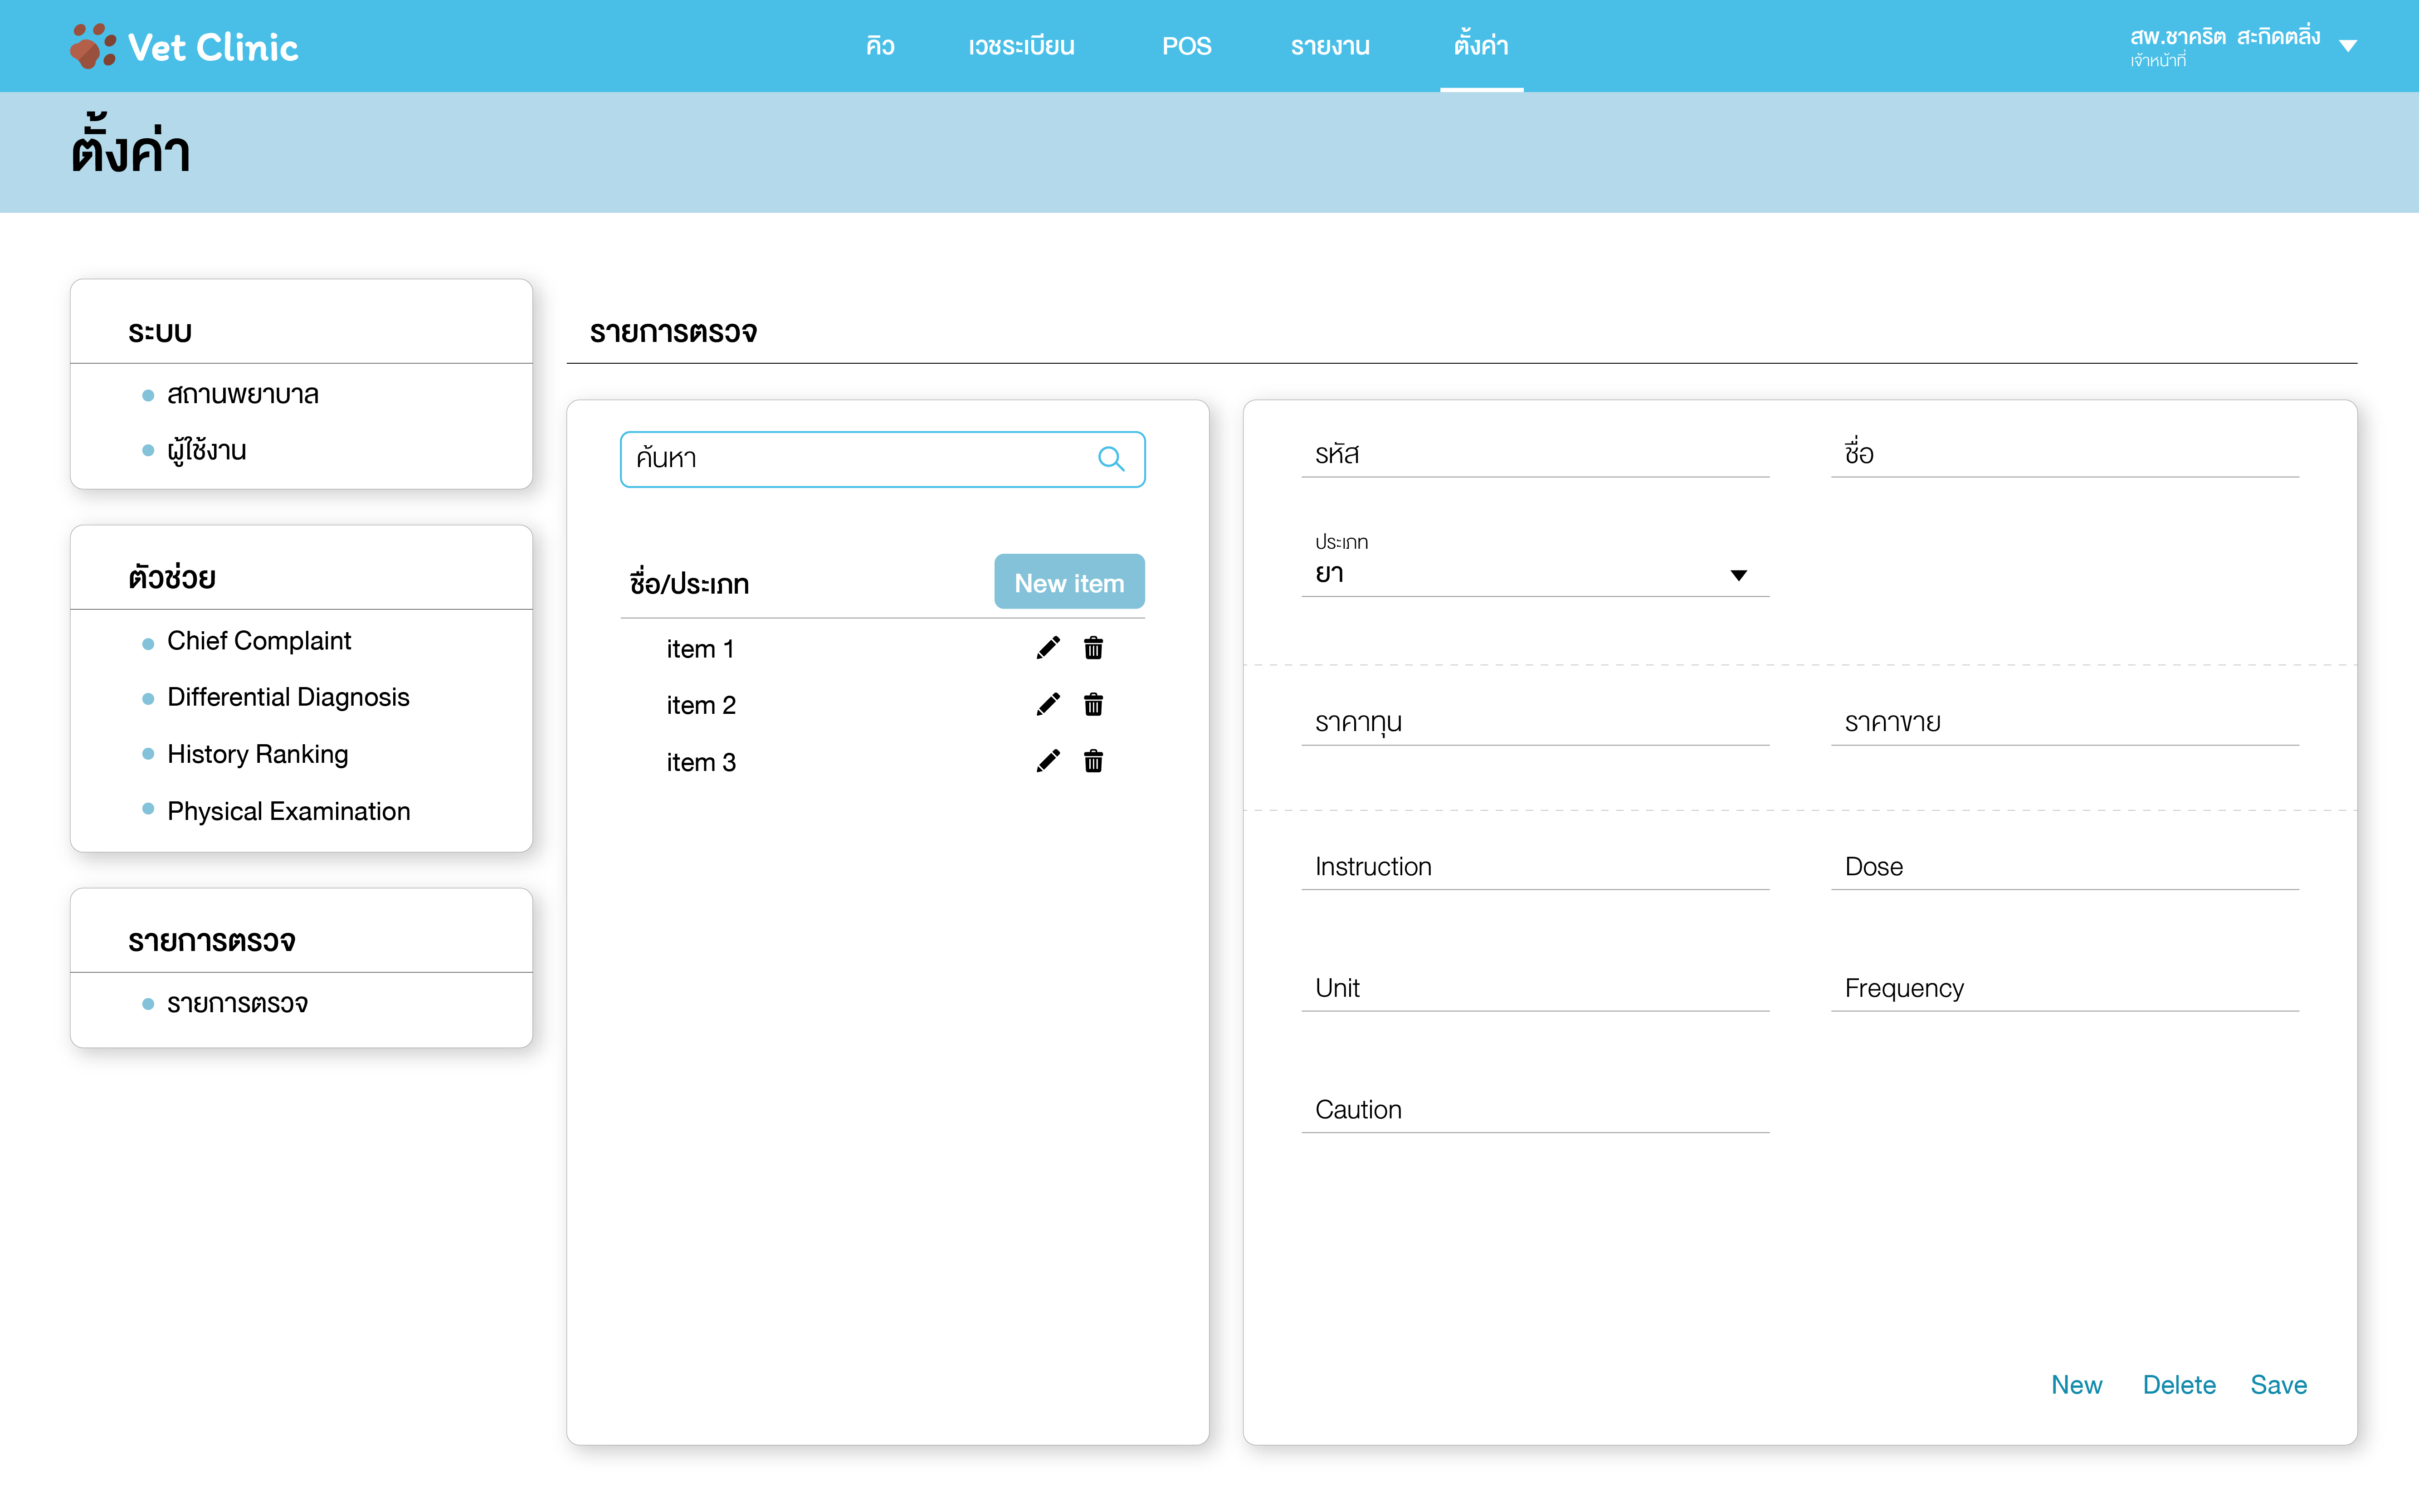 Vet Clinic
คิว
เวชระเบียน
POS
รายงาน
ตั้งค่า
สพ.ชาคริต สะกิดตลิ่ง
เจ้าหน้าที่
ตั้งค่า
ระบบ
สถานพยาบาล
ผู้ใช้งาน
ตัวช่วย
Chief Complaint
Differential Diagnosis
History Ranking
Physical Examination
รายการตรวจ
รายการตรวจ
รายการตรวจ
ค้นหา
ชื่อ/ประเภท
New item
item 1
item 2
item 3
รหัส
ชื่อ
ประเภท
ยา
ราคาทุน
ราคาขาย
Instruction
Dose
Unit
Frequency
Caution
New
Delete
Save